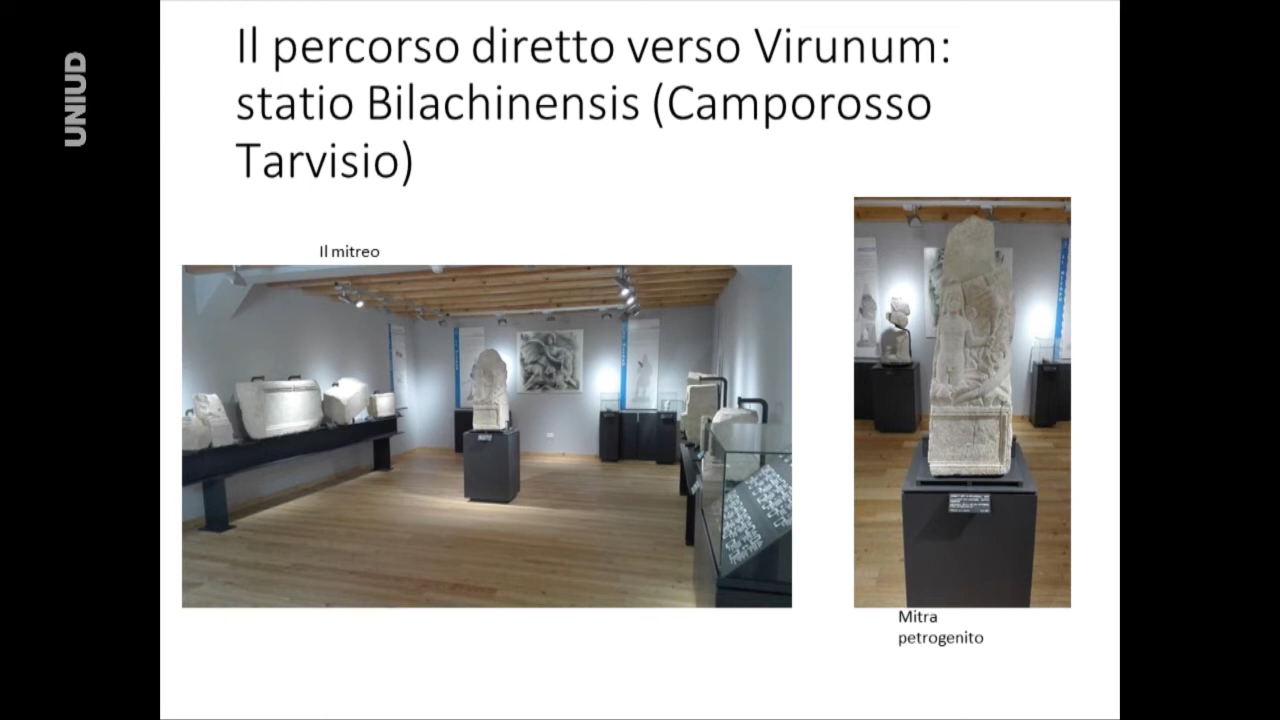 UNIUD
Il percorso diretto verso Virunum:
statio Bilachinensis (Camporosso
Tarvisio)
Il mitreo
Mitra
petrogenito